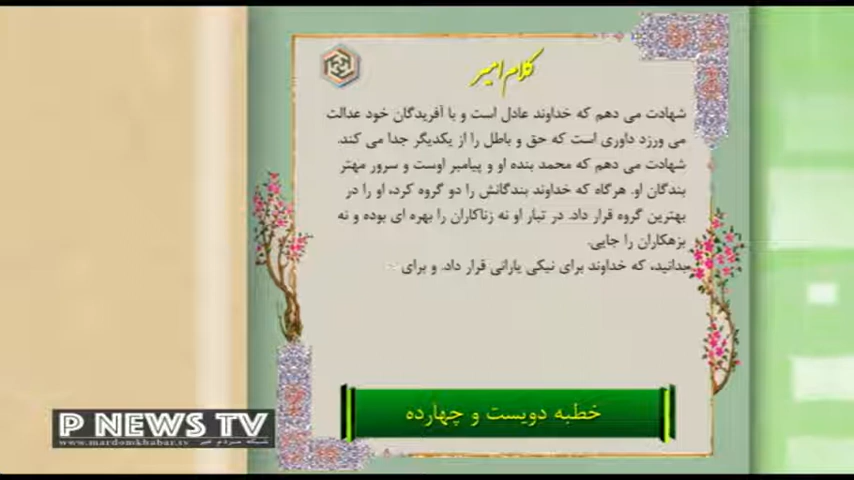 کلام امیر
شهادت می دهم که خداوند عادل است و با آفریدگان خود عدالت
می ورزد داوری است که حق و باطل را از یکدیگر جدا می کند.
شهادت می دهم که محمد بنده او و پیامبر اوست و سرور مهتر
بندگان او. هرگاه که خداوند بندگانش را دو گروه کرد، او را در
بهترین گروه قرار داد. در تبار او نه زناکاران را بهره ای بوده و نه
بزهکاران را جایی.
بدانید، که خداوند برای نیکی یارانی قرار داد. و برای
خطبه دویست و چهارده
P NEWS TV
www.mardomkhabar.tv شبکه مردم خبر